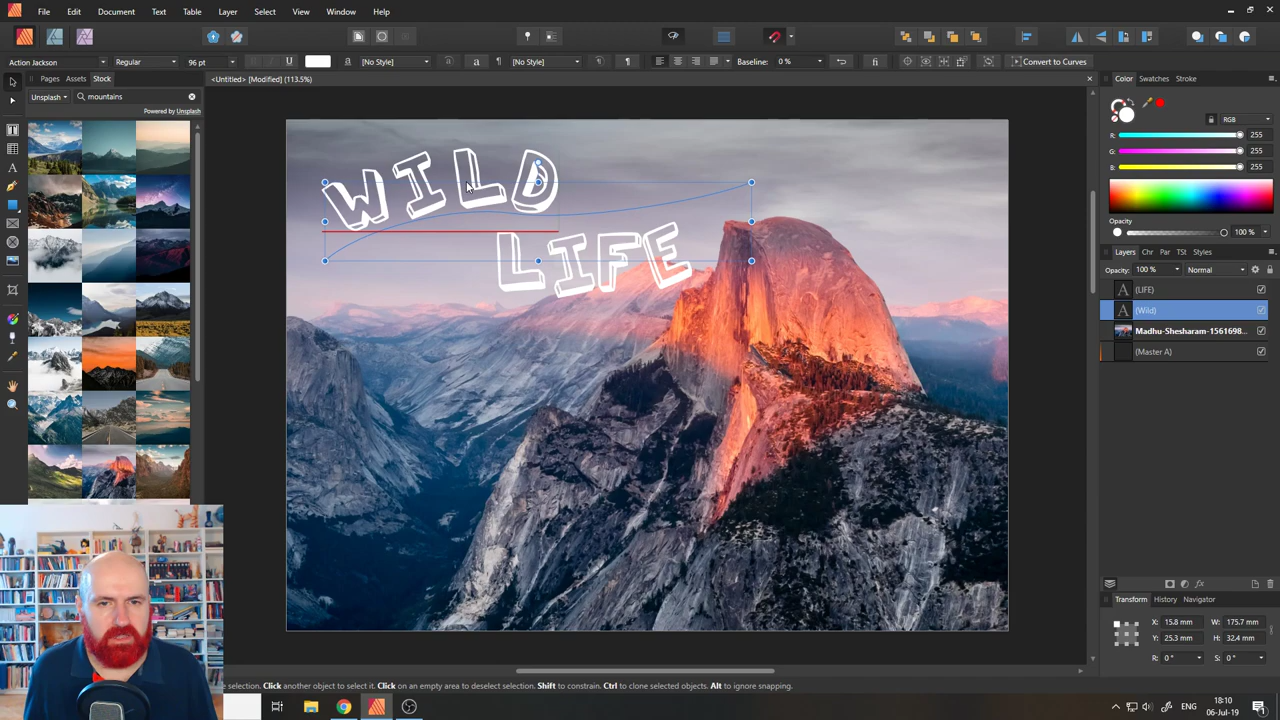 File Edit Document Text Table Layer Select View Window Help
Action Jackson Regular 96 pt B I U a [No Style] a ¶ [No Style] ¶ ¶ Baseline: 0 % fi Convert to Curves
Pages Assets Stock
<Untitled> [Modified] (113.5%)
Unsplash mountains
Powered by Unsplash
WILD
LIFE
Color Swatches Stroke
RGB
R: 255
G: 255
B: 255
Opacity
100 %
Layers Chr Par TS Styles
Opacity: 100 % Normal
(LIFE)
(Wild)
Madhu-Shesharam-1561698...
(Master A)
fx
Transform History Navigator
X: 15.8 mm W: 175.7 mm
Y: 25.3 mm H: 32.4 mm
R: 0 ° S: 0 °
e selection. Click another object to select it. Click on an empty area to deselect selection. Shift to constrain. Ctrl to clone selected objects. Alt to ignore snapping.
18:10
06-Jul-19